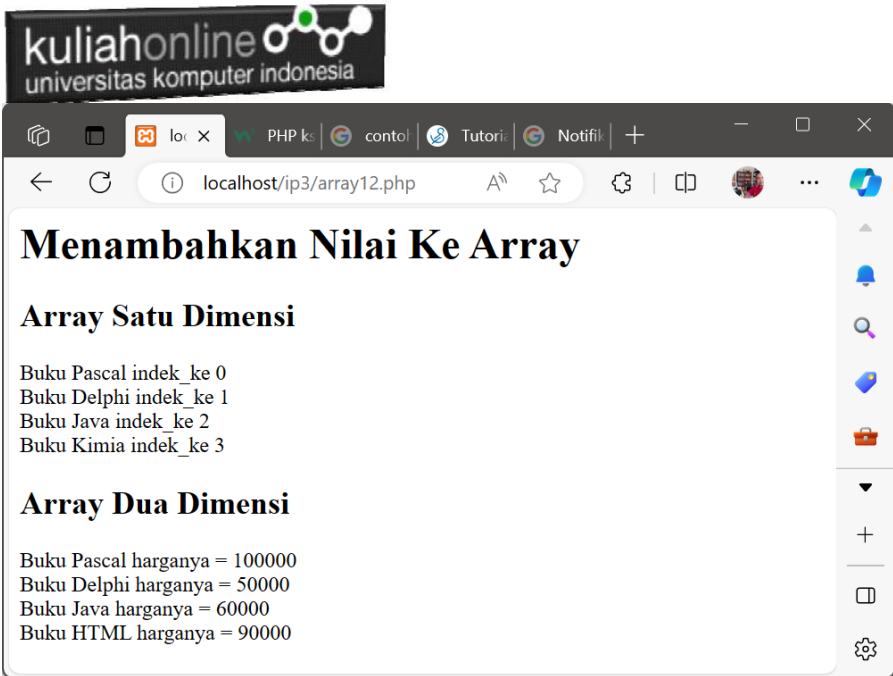 kuliahonline
universitas komputer indonesia
lo PHP ks contoh Tutoria Notifik
localhost/ip3/array12.php
Menambahkan Nilai Ke Array
Array Satu Dimensi
Buku Pascal indek_ke 0
Buku Delphi indek_ke 1
Buku Java indek_ke 2
Buku Kimia indek_ke 3
Array Dua Dimensi
Buku Pascal harganya = 100000
Buku Delphi harganya = 50000
Buku Java harganya = 60000
Buku HTML harganya = 90000